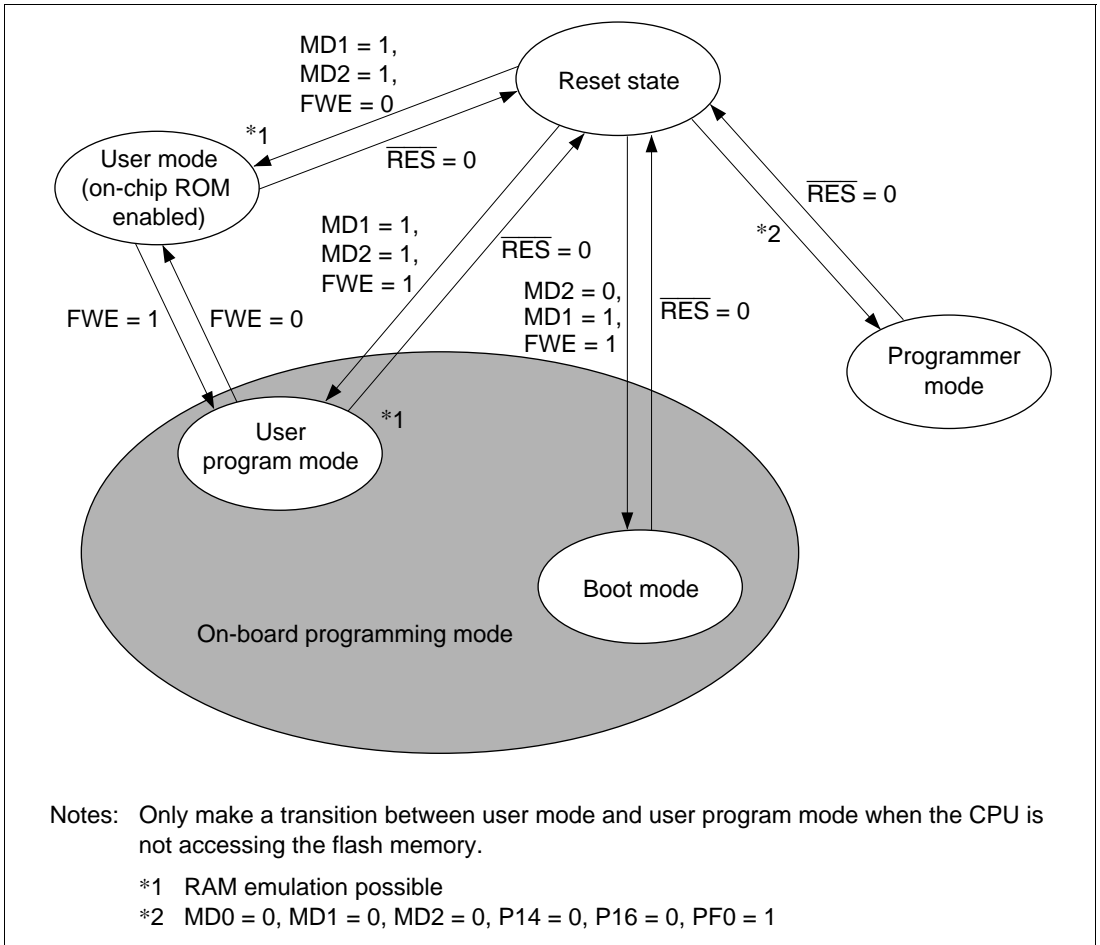 MD1 = 1,
MD2 = 1,
FWE = 0
Reset state
*1
RES = 0
User mode
(on-chip ROM
enabled)
RES = 0
*2
MD1 = 1,
MD2 = 1,
FWE = 1
RES = 0
MD2 = 0,
MD1 = 1,
FWE = 1
RES = 0
FWE = 1
FWE = 0
Programmer
mode
*1
User
program mode
Boot mode
On-board programming mode
Notes: Only make a transition between user mode and user program mode when the CPU is
not accessing the flash memory.
*1 RAM emulation possible
*2 MD0 = 0, MD1 = 0, MD2 = 0, P14 = 0, P16 = 0, PF0 = 1